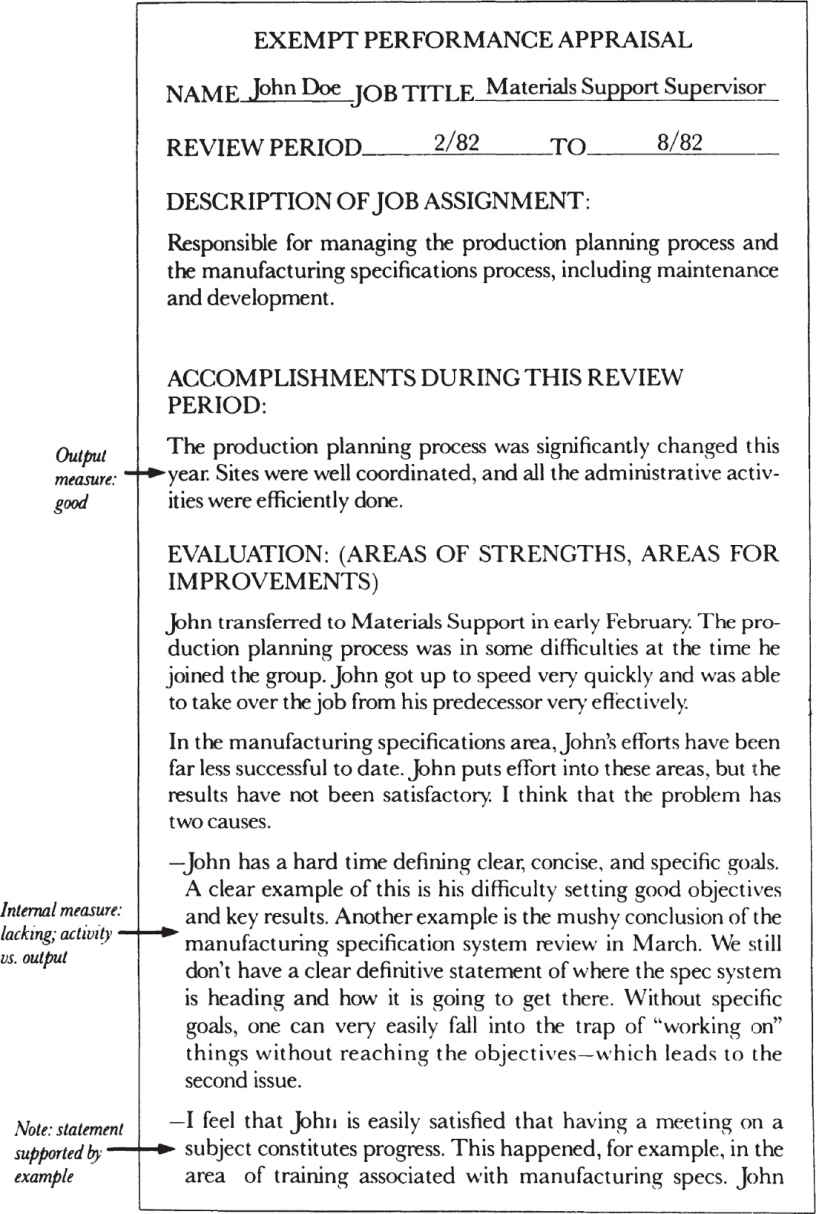 EXEMPT PERFORMANCE APPRAISAL
NAME John Doe JOB TITLE Materials Support Supervisor
REVIEW PERIOD 2/82 TO 8/82
DESCRIPTION OF JOB ASSIGNMENT:
Responsible for managing the production planning process and
the manufacturing specifications process, including maintenance
and development.
ACCOMPLISHMENTS DURING THIS REVIEW
PERIOD:
Output
measure:
good
The production planning process was significantly changed this
year. Sites were well coordinated, and all the administrative activ-
ities were efficiently done.
EVALUATION: (AREAS OF STRENGTHS, AREAS FOR
IMPROVEMENTS)
John transferred to Materials Support in early February. The pro-
duction planning process was in some difficulties at the time he
joined the group. John got up to speed very quickly and was able
to take over the job from his predecessor very effectively.
In the manufacturing specifications area, John's efforts have been
far less successful to date. John puts effort into these areas, but the
results have not been satisfactory. I think that the problem has
two causes.
Internal measure:
lacking; activity
vs. output
—John has a hard time defining clear, concise, and specific goals.
A clear example of this is his difficulty setting good objectives
and key results. Another example is the mushy conclusion of the
manufacturing specification system review in March. We still
don't have a clear definitive statement of where the spec system
is heading and how it is going to get there. Without specific
goals, one can very easily fall into the trap of “working on”
things without reaching the objectives—which leads to the
second issue.
Note: statement
supported by
example
—I feel that John is easily satisfied that having a meeting on a
subject constitutes progress. This happened, for example, in the
area of training associated with manufacturing specs. John